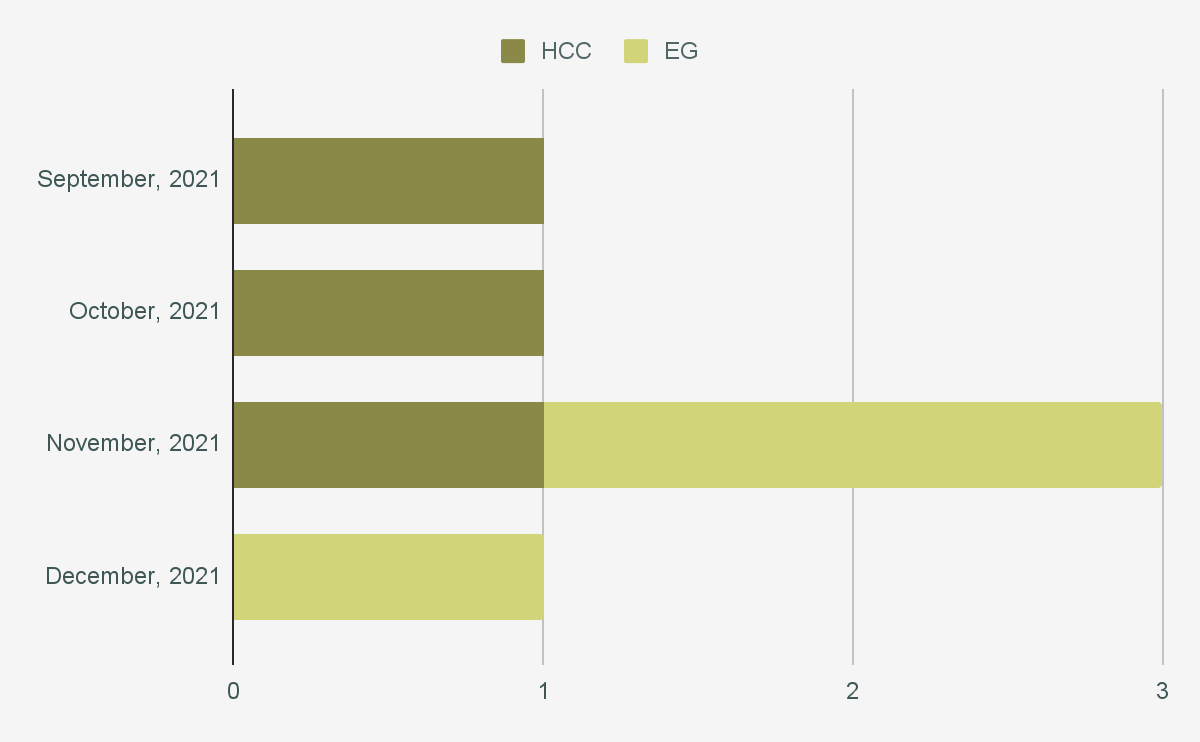 HCC EG
September, 2021
October, 2021
November, 2021
December, 2021
0 1 2 3